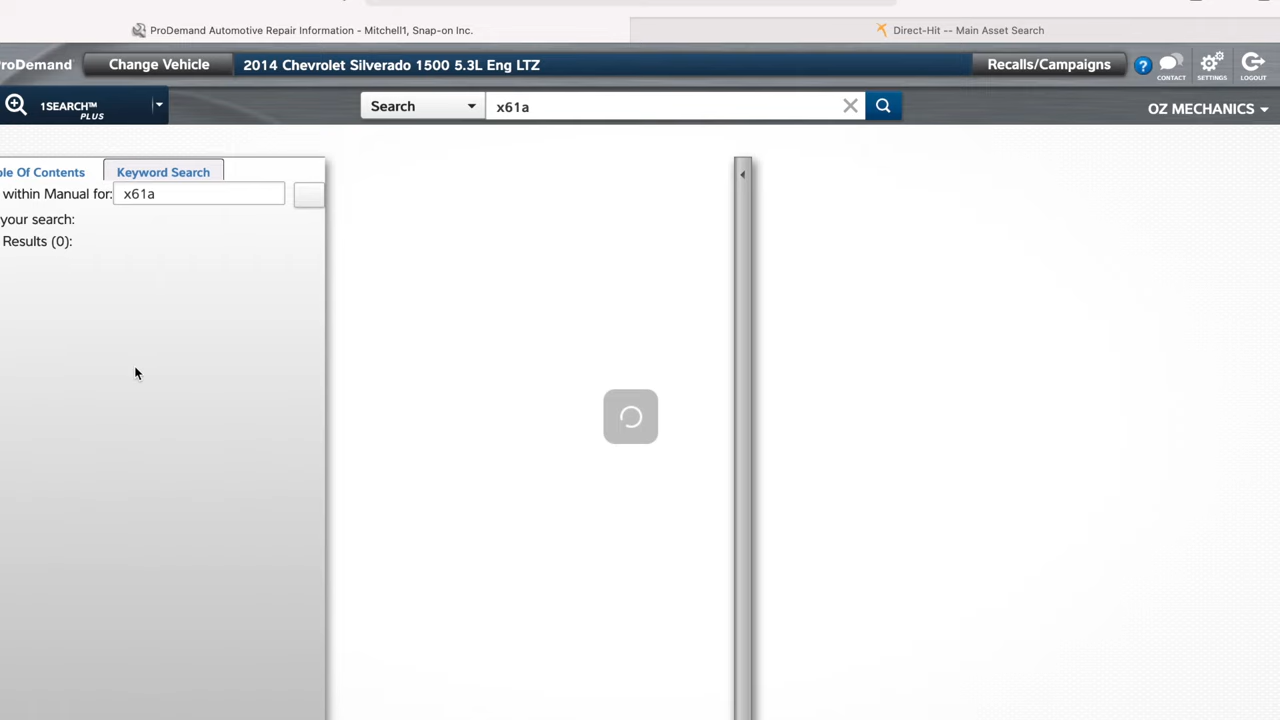 ProDemand Automotive Repair Information - Mitchell1, Snap-on Inc.
Direct-Hit -- Main Asset Search
roDemand
Change Vehicle
2014 Chevrolet Silverado 1500 5.3L Eng LTZ
Recalls/Campaigns
?
CONTACT
SETTINGS
LOGOUT
1SEARCH™
PLUS
Search
x61a
OZ MECHANICS
le Of Contents
Keyword Search
within Manual for:
x61a
your search:
Results (0):